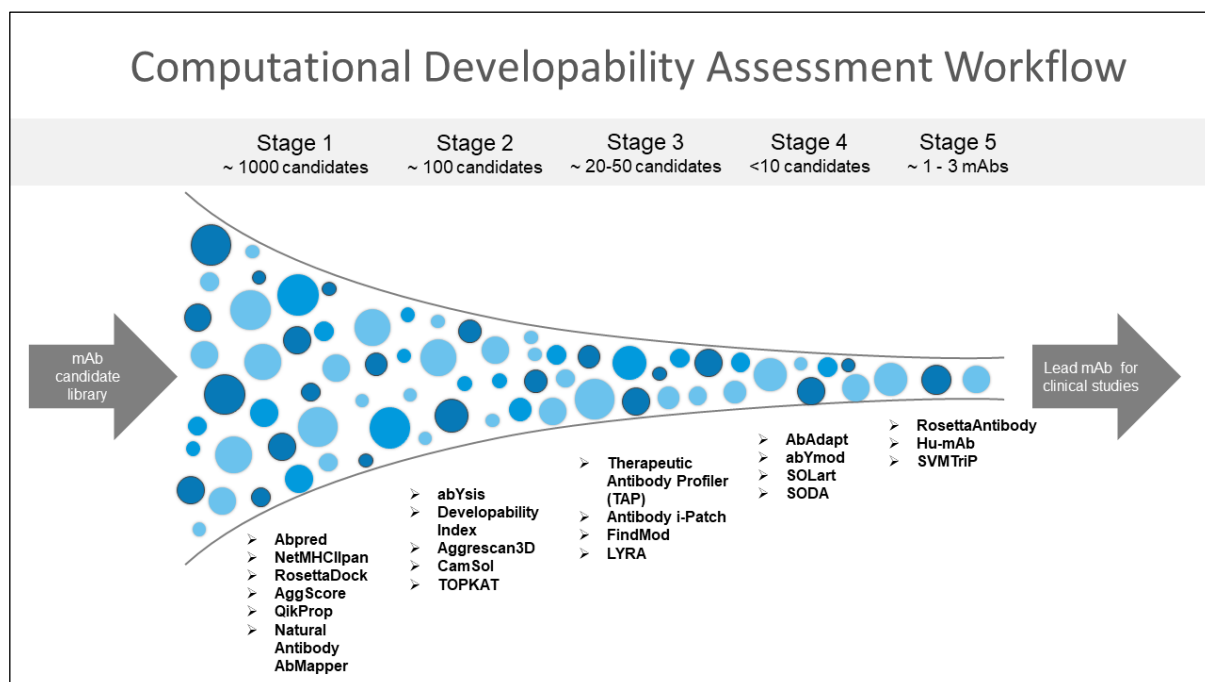 Computational Developability Assessment Workflow
Stage 1
~ 1000 candidates
Stage 2
~ 100 candidates
Stage 3
~ 20-50 candidates
Stage 4
<10 candidates
Stage 5
~ 1 - 3 mAbs
mAb
candidate
library
Lead mAb for
clinical studies
➢ Abpred
➢ NetMHCIIpan
➢ RosettaDock
➢ AggScore
➢ QikProp
➢ Natural
Antibody
AbMapper
➢ abYsis
➢ Developability
Index
➢ Aggrescan3D
➢ CamSol
➢ TOPKAT
➢ Therapeutic
Antibody Profiler
(TAP)
➢ Antibody i-Patch
➢ FindMod
➢ LYRA
➢ AbAdapt
➢ abYmod
➢ SOLart
➢ SODA
➢ RosettaAntibody
➢ Hu-mAb
➢ SVMTriP